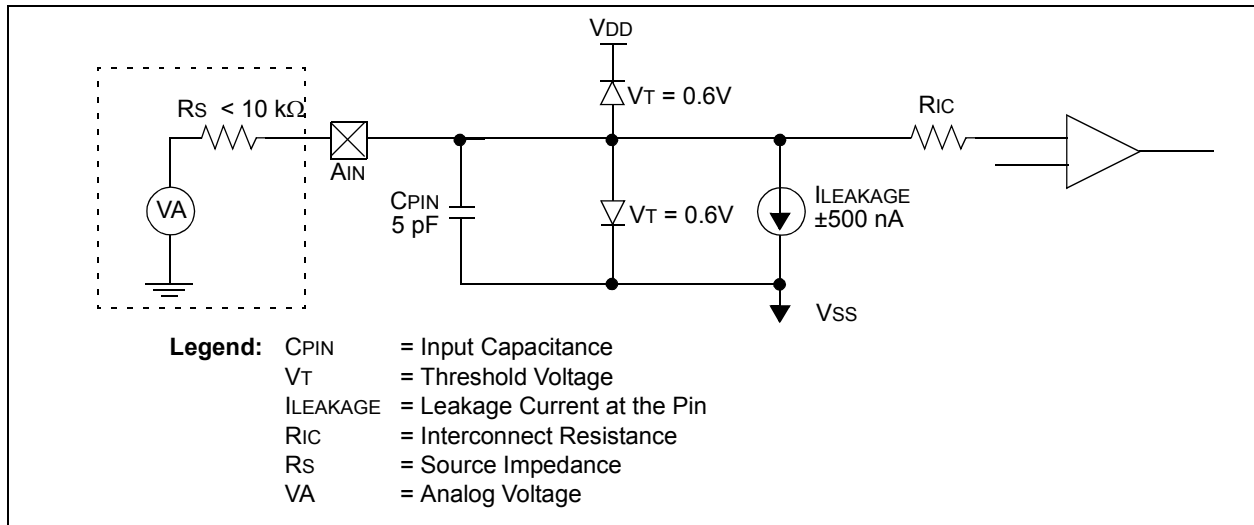 VDD
RS < 10 kΩ
VT = 0.6V
RIC
AIN
VA
CPIN
5 pF
VT = 0.6V
ILEAKAGE
±500 nA
VSS
Legend: CPIN = Input Capacitance
VT = Threshold Voltage
ILEAKAGE = Leakage Current at the Pin
RIC = Interconnect Resistance
RS = Source Impedance
VA = Analog Voltage